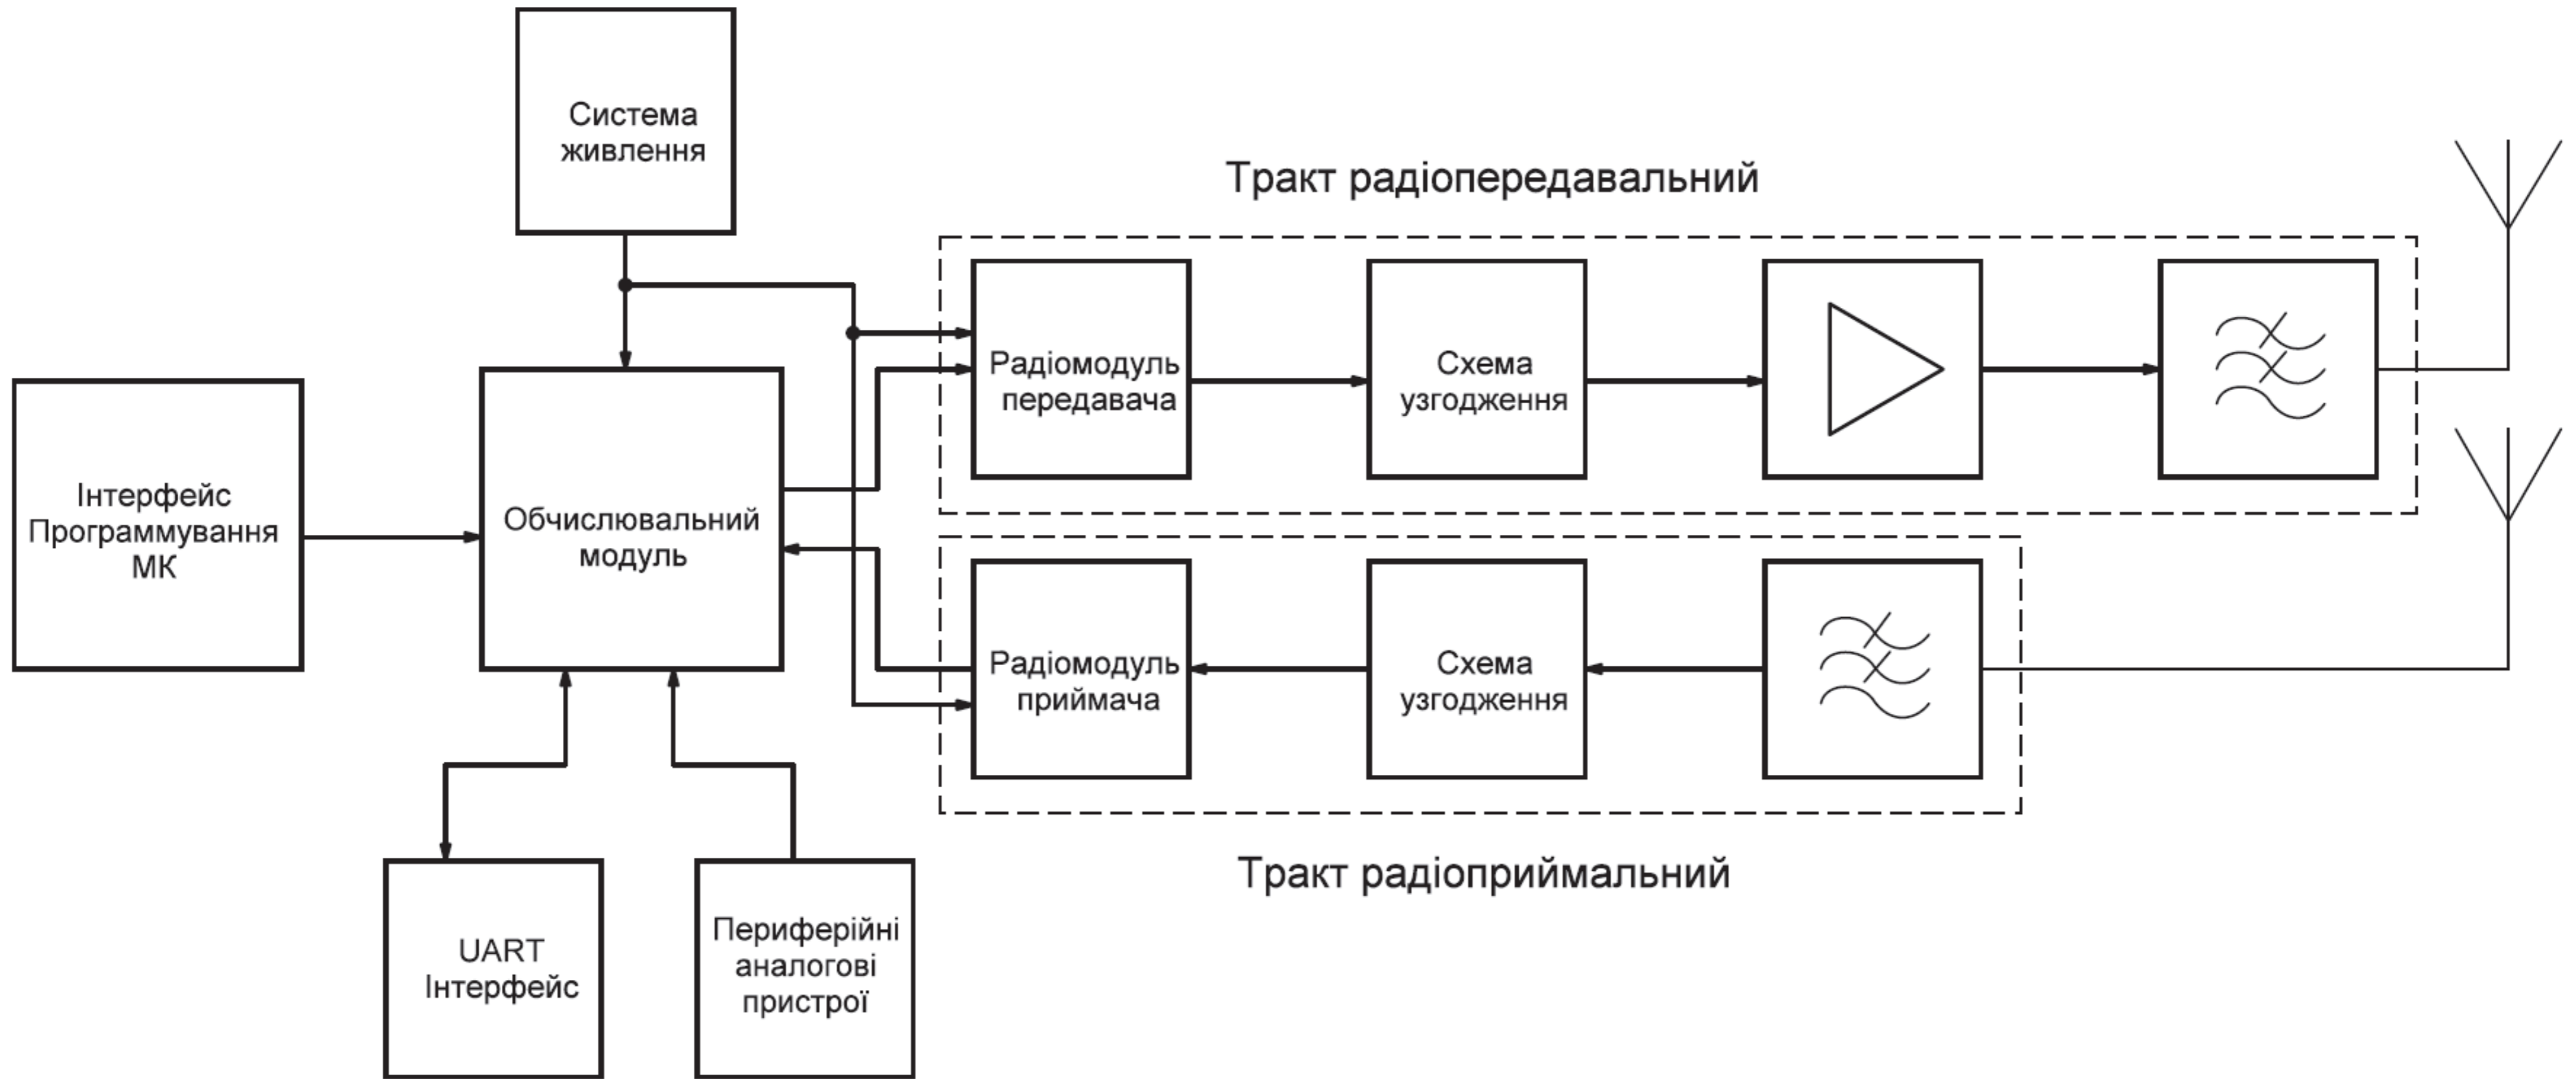 Система
живлення
Тракт радіопередавальний
Радіомодуль
передавача
Схема
узгодження
Інтерфейс
Программування
МК
Обчислювальний
модуль
Радіомодуль
приймача
Схема
узгодження
Тракт радіоприймальний
UART
Інтерфейс
Периферійні
аналогові
пристрої